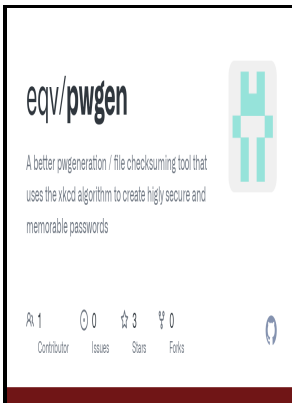 eqv/pwgen
A better pwgeneration / file checksuming tool that
uses the xkcd algorithm to create higly secure and
memorable passwords
1 0 3 0
Contributor Issues Stars Forks